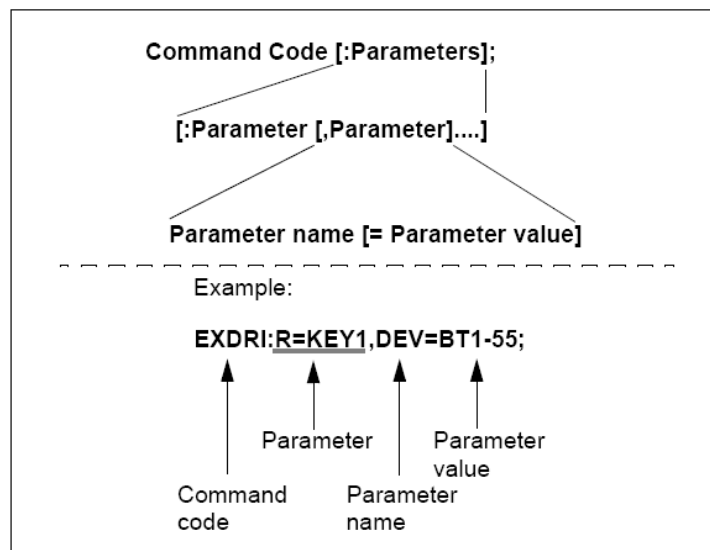 Command Code [:Parameters];
[:Parameter [,Parameter]....]
Parameter name [= Parameter value]
Example:
EXDRI:R=KEY1,DEV=BT1-55;
Parameter
Parameter
value
Command
code
Parameter
name